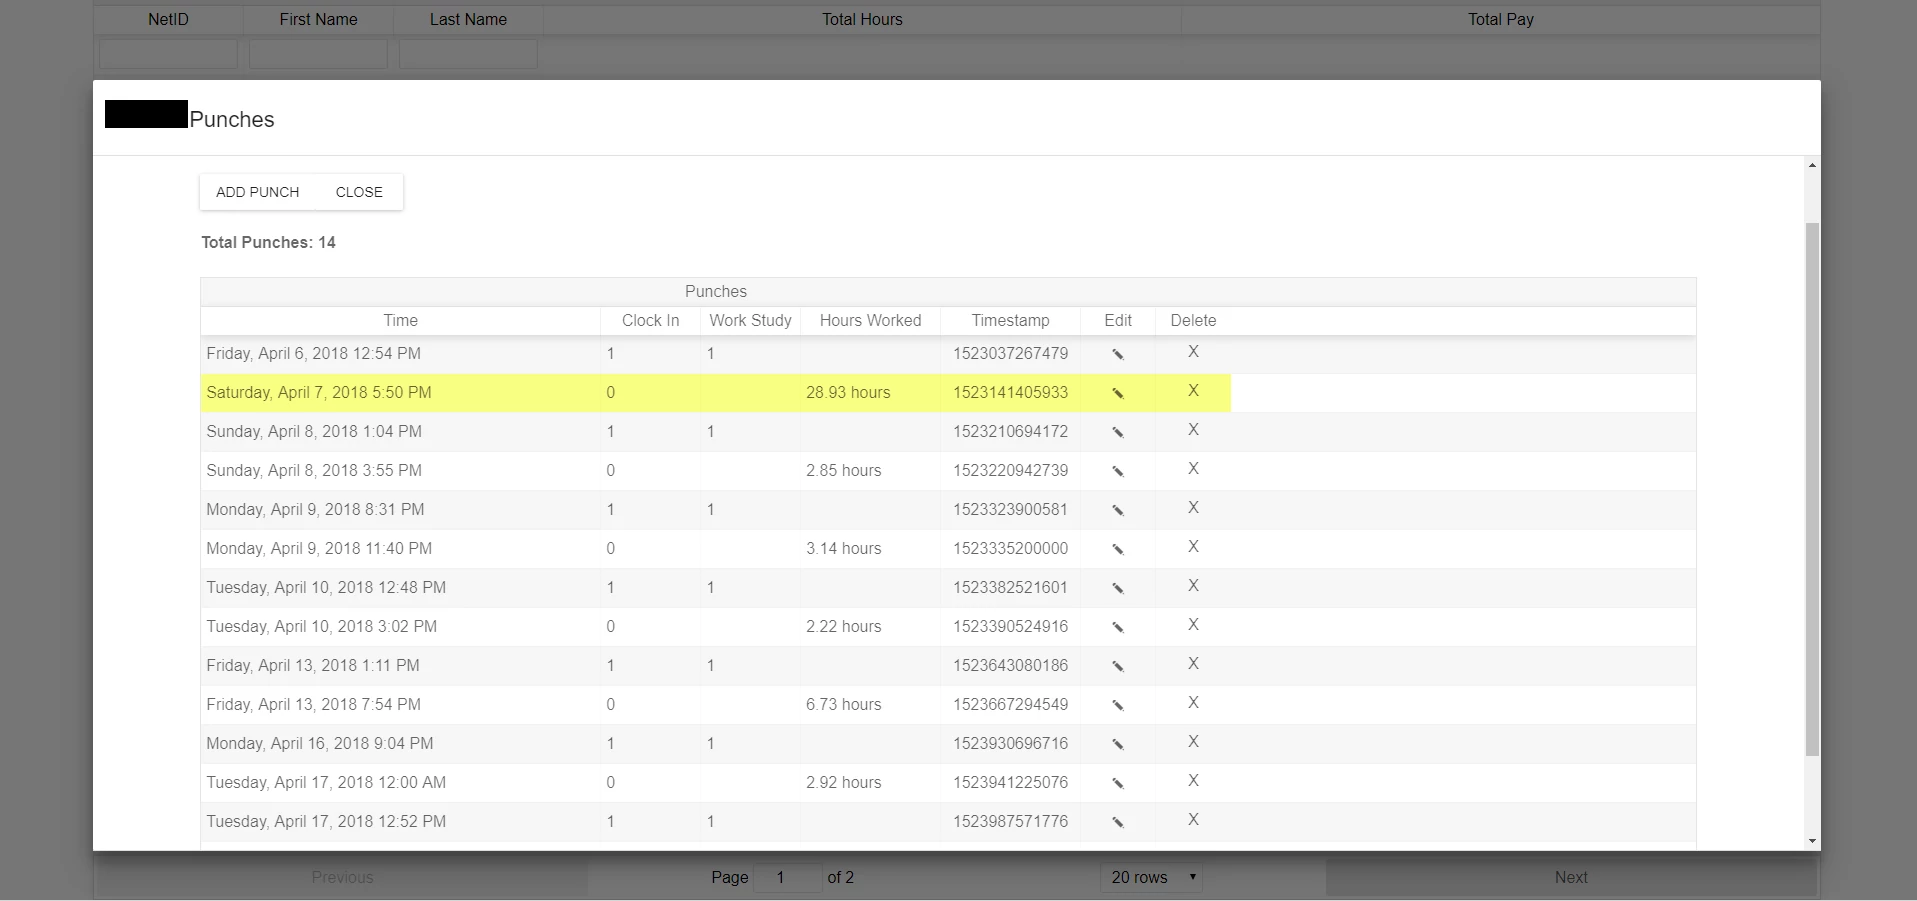 NetID First Name Last Name Total Hours Total Pay
Punches
ADD PUNCH CLOSE
Total Punches: 14
Punches
Time Clock In Work Study Hours Worked Timestamp Edit Delete
Friday, April 6, 2018 12:54 PM 1 1 1523037267479 X
Saturday, April 7, 2018 5:50 PM 0 28.93 hours 1523141405933 X
Sunday, April 8, 2018 1:04 PM 1 1 1523210694172 X
Sunday, April 8, 2018 3:55 PM 0 2.85 hours 1523220942739 X
Monday, April 9, 2018 8:31 PM 1 1 1523323900581 X
Monday, April 9, 2018 11:40 PM 0 3.14 hours 1523335200000 X
Tuesday, April 10, 2018 12:48 PM 1 1 1523382521601 X
Tuesday, April 10, 2018 3:02 PM 0 2.22 hours 1523390524916 X
Friday, April 13, 2018 1:11 PM 1 1 1523643080186 X
Friday, April 13, 2018 7:54 PM 0 6.73 hours 1523667294549 X
Monday, April 16, 2018 9:04 PM 1 1 1523930696716 X
Tuesday, April 17, 2018 12:00 AM 0 2.92 hours 1523941225076 X
Tuesday, April 17, 2018 12:52 PM 1 1 1523987571776 X
Previous Page 1 of 2 20 rows Next